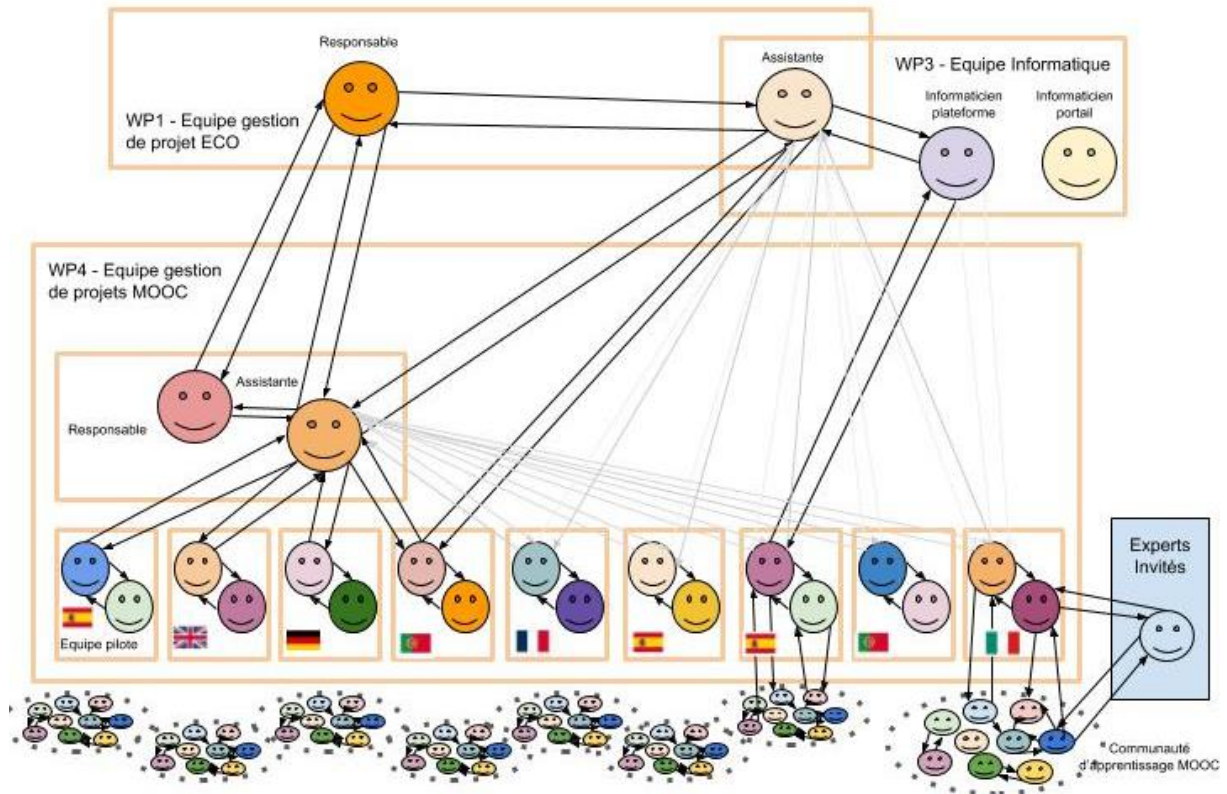 Responsable
Assistante
WP3 - Equipe Informatique
Informaticien
plateforme
Informaticien
portail
WP1 - Equipe gestion
de projet ECO
WP4 - Equipe gestion
de projets MOOC
Assistante
Responsable
Equipe pilote
Experts
Invités
Communauté
d'apprentissage MOOC